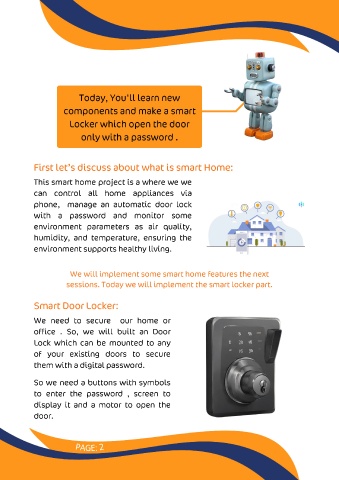 Today, You'll learn new
components and make a smart
Locker which open the door
only with a password .
First let's discuss about what is smart Home:
This smart home project is a where we we
can control all home appliances via
phone, manage an automatic door lock
with a password and monitor some
environment parameters as air quality,
humidity, and temperature, ensuring the
environment supports healthy living.
We will implement some smart home features the next
sessions. Today we will implement the smart locker part.
Smart Door Locker:
We need to secure our home or
office . So, we will built an Door
Lock which can be mounted to any
of your existing doors to secure
them with a digital password.
So we need a buttons with symbols
to enter the password , screen to
display it and a motor to open the
door.
PAGE: 2